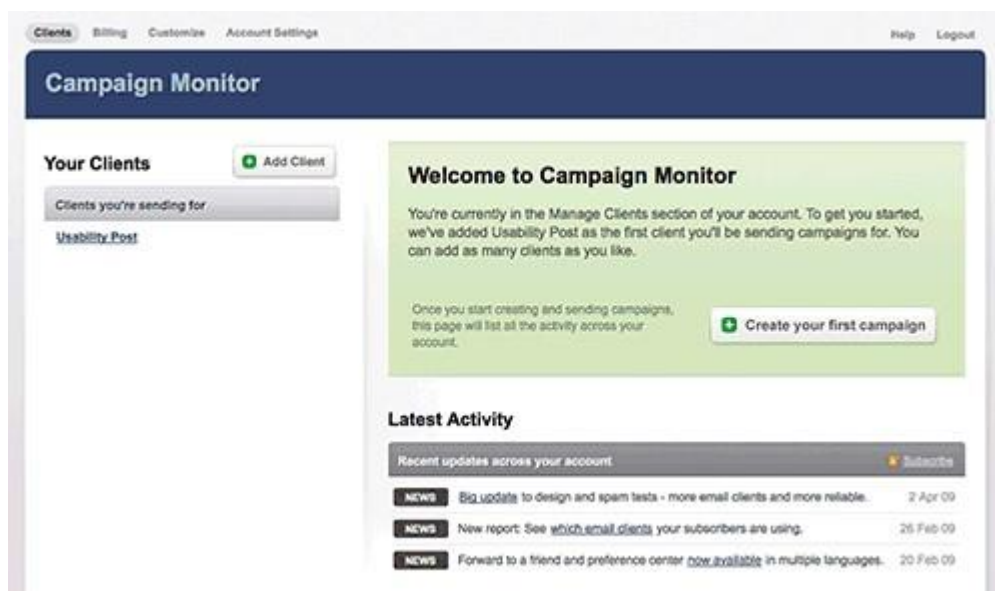 Clients Billing Customize Account Settings Help Logout
Campaign Monitor
Your Clients
Add Client
Clients you're sending for
Usability Post
Welcome to Campaign Monitor
You're currently in the Manage Clients section of your account. To get you started,
we've added Usability Post as the first client you'll be sending campaigns for. You
can add as many clients as you like.
Once you start creating and sending campaigns,
this page will list all the activity across your
account.
Create your first campaign
Latest Activity
Recent updates across your account Subscribe
NEWS Big update to design and spam tests - more email clients and more reliable. 2 Apr 09
NEWS New report: See which email clients your subscribers are using. 26 Feb 09
NEWS Forward to a friend and preference center now available in multiple languages. 20 Feb 09